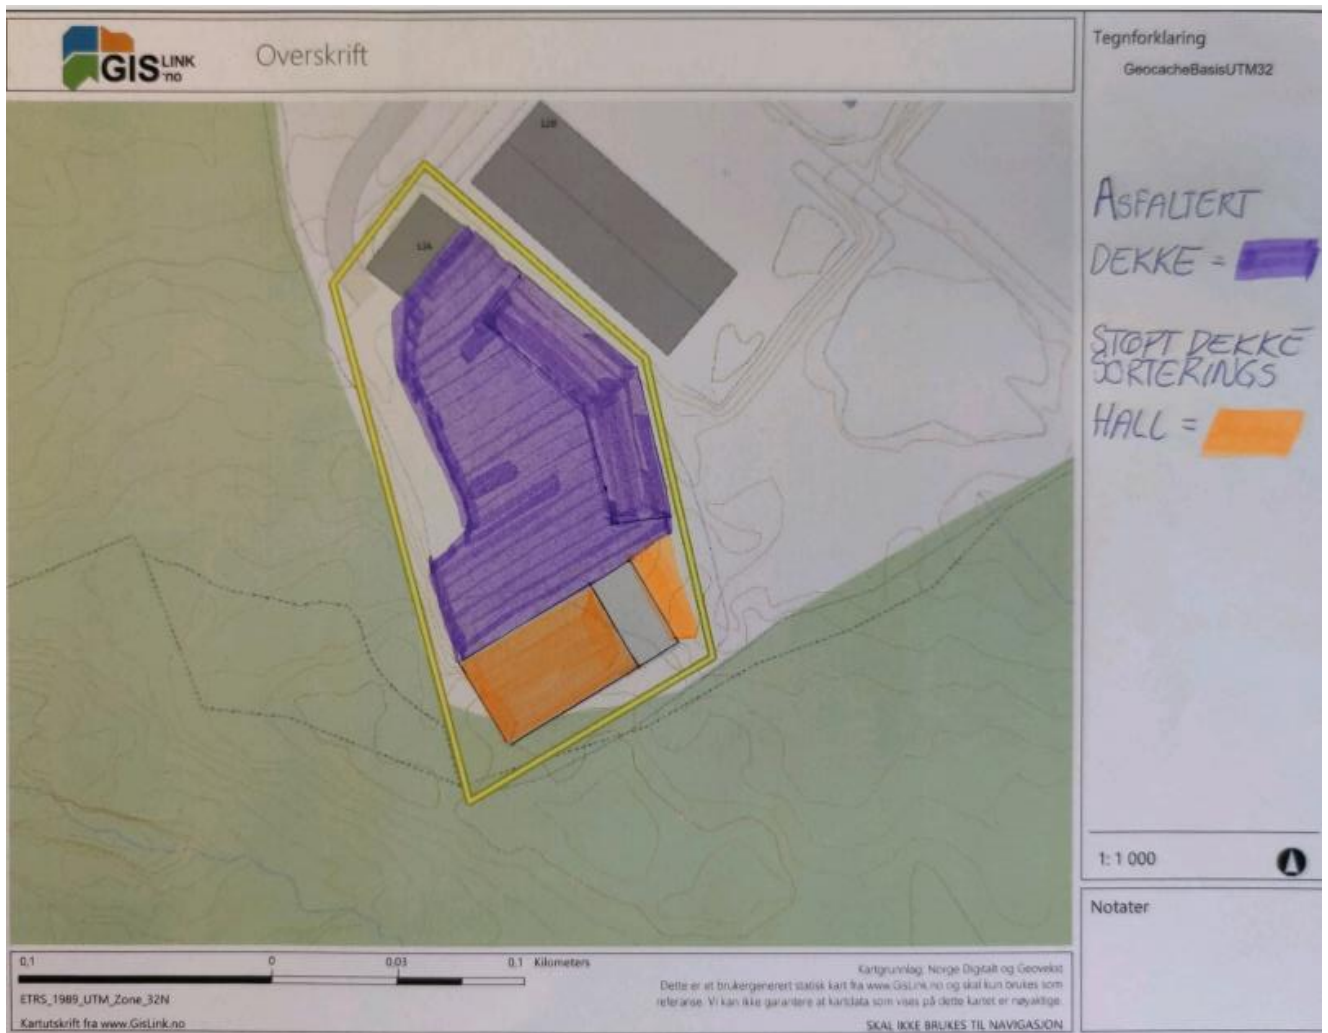 GIS LINK .no
Overskrift
Tegnforklaring
GeocacheBasisUTM32
ASFALTERT
DEKKE =
STØPT DEKKE
SORTERINGS
HALL =
1: 1 000
Notater
0,1 0 0,03 0,1 Kilometers
ETRS_1989_UTM_Zone_32N
Kartutskrift fra www.GisLink.no
Kartgrunnlag: Norge Digitalt og Geovekst
Dette er et brukergenerert statisk kart fra www.GisLink.no og skal kun brukes som
referanse. Vi kan ikke garantere at kartdata som vises på dette kartet er nøyaktige.
SKAL IKKE BRUKES TIL NAVIGASJON